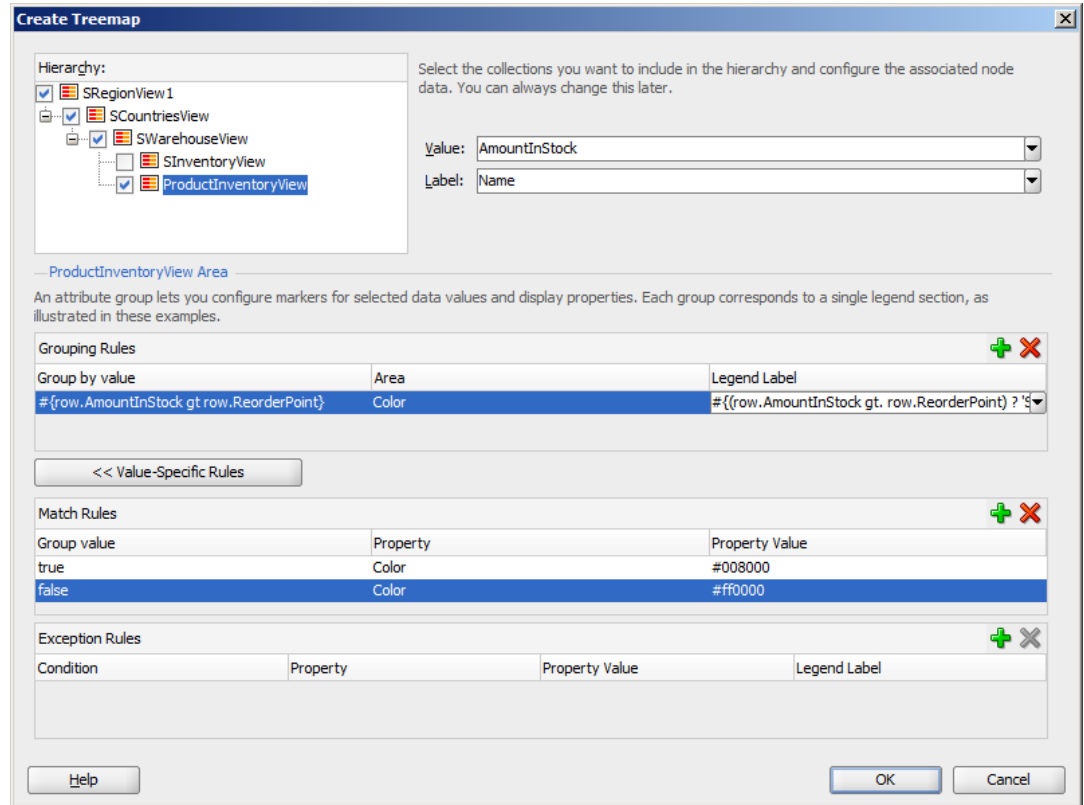 Create Treemap
Hierarchy:
SRegionView1
SCountriesView
SWarehouseView
SInventoryView
ProductInventoryView
Select the collections you want to include in the hierarchy and configure the associated node
data. You can always change this later.
Value: AmountInStock
Label: Name
ProductInventoryView Area
An attribute group lets you configure markers for selected data values and display properties. Each group corresponds to a single legend section, as
illustrated in these examples.
Grouping Rules
Group by value Area Legend Label
#{row.AmountInStock gt row.ReorderPoint} Color #{(row.AmountInStock gt. row.ReorderPoint) ? 'S
<< Value-Specific Rules
Match Rules
Group value Property Property Value
true Color #008000
false Color #ff0000
Exception Rules
Condition Property Property Value Legend Label
Help OK Cancel